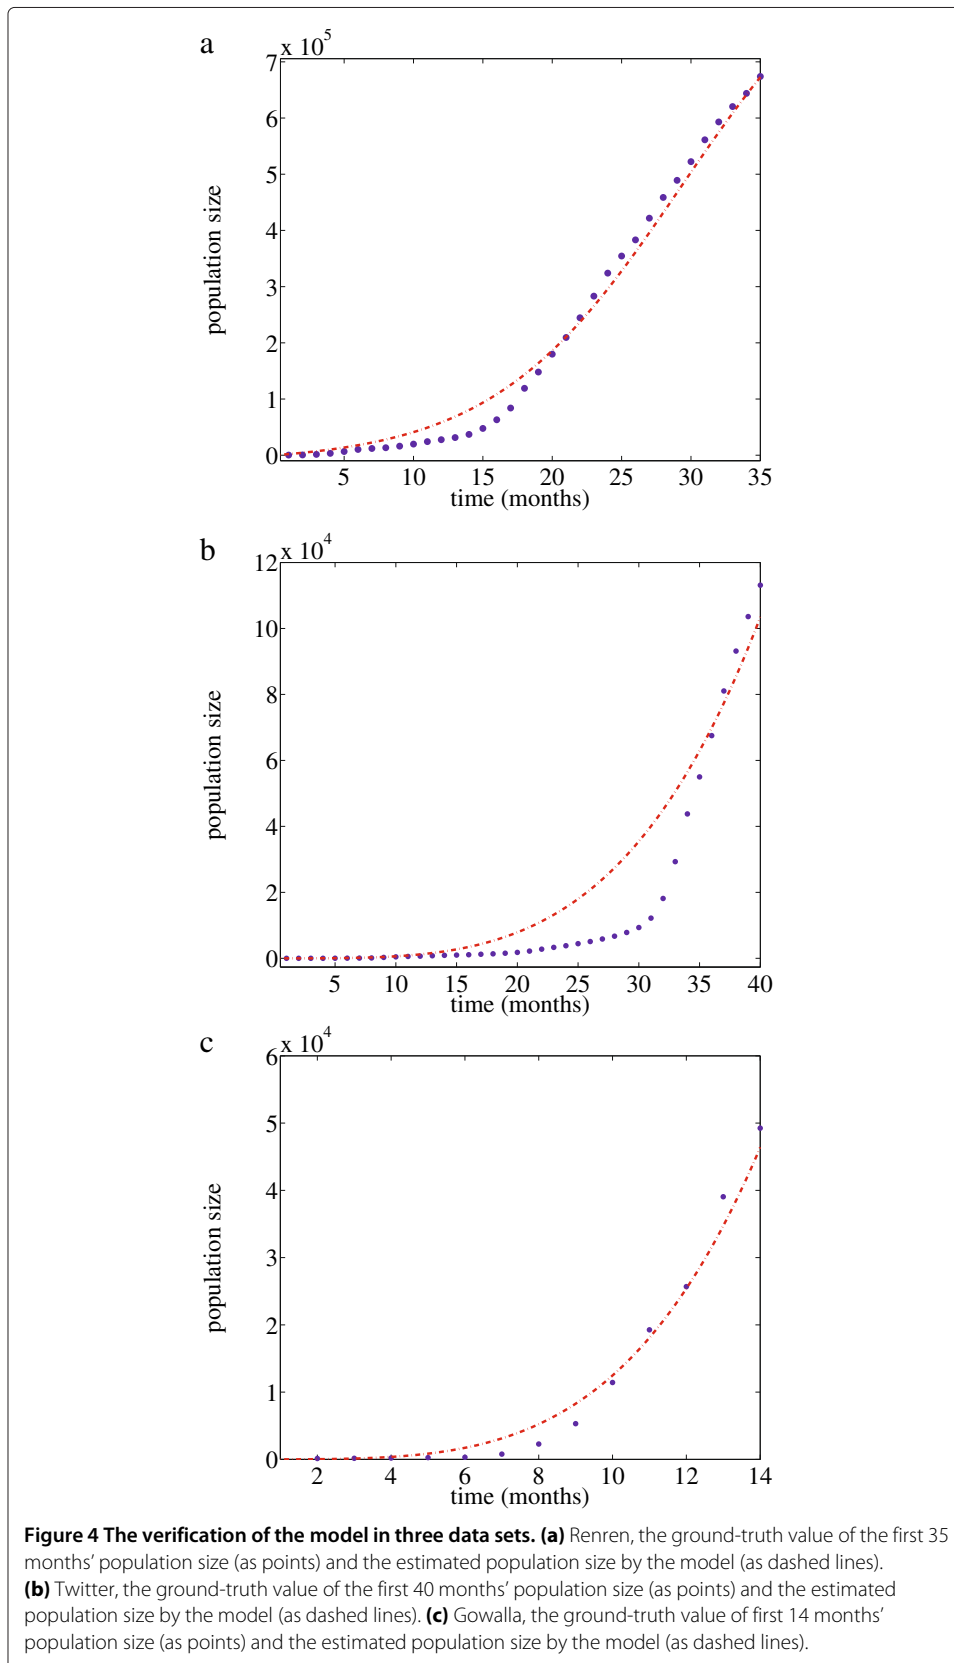 a
x 10^5
7
6
5
4
3
2
1
0
population size
5 10 15 20 25 30 35
time (months)
b
x 10^4
12
10
8
6
4
2
0
population size
5 10 15 20 25 30 35 40
time (months)
c
x 10^4
6
5
4
3
2
1
0
population size
2 4 6 8 10 12 14
time (months)
Figure 4 The verification of the model in three data sets. (a) Renren, the ground-truth value of the first 35
months' population size (as points) and the estimated population size by the model (as dashed lines).
(b) Twitter, the ground-truth value of the first 40 months' population size (as points) and the estimated
population size by the model (as dashed lines). (c) Gowalla, the ground-truth value of first 14 months'
population size (as points) and the estimated population size by the model (as dashed lines).